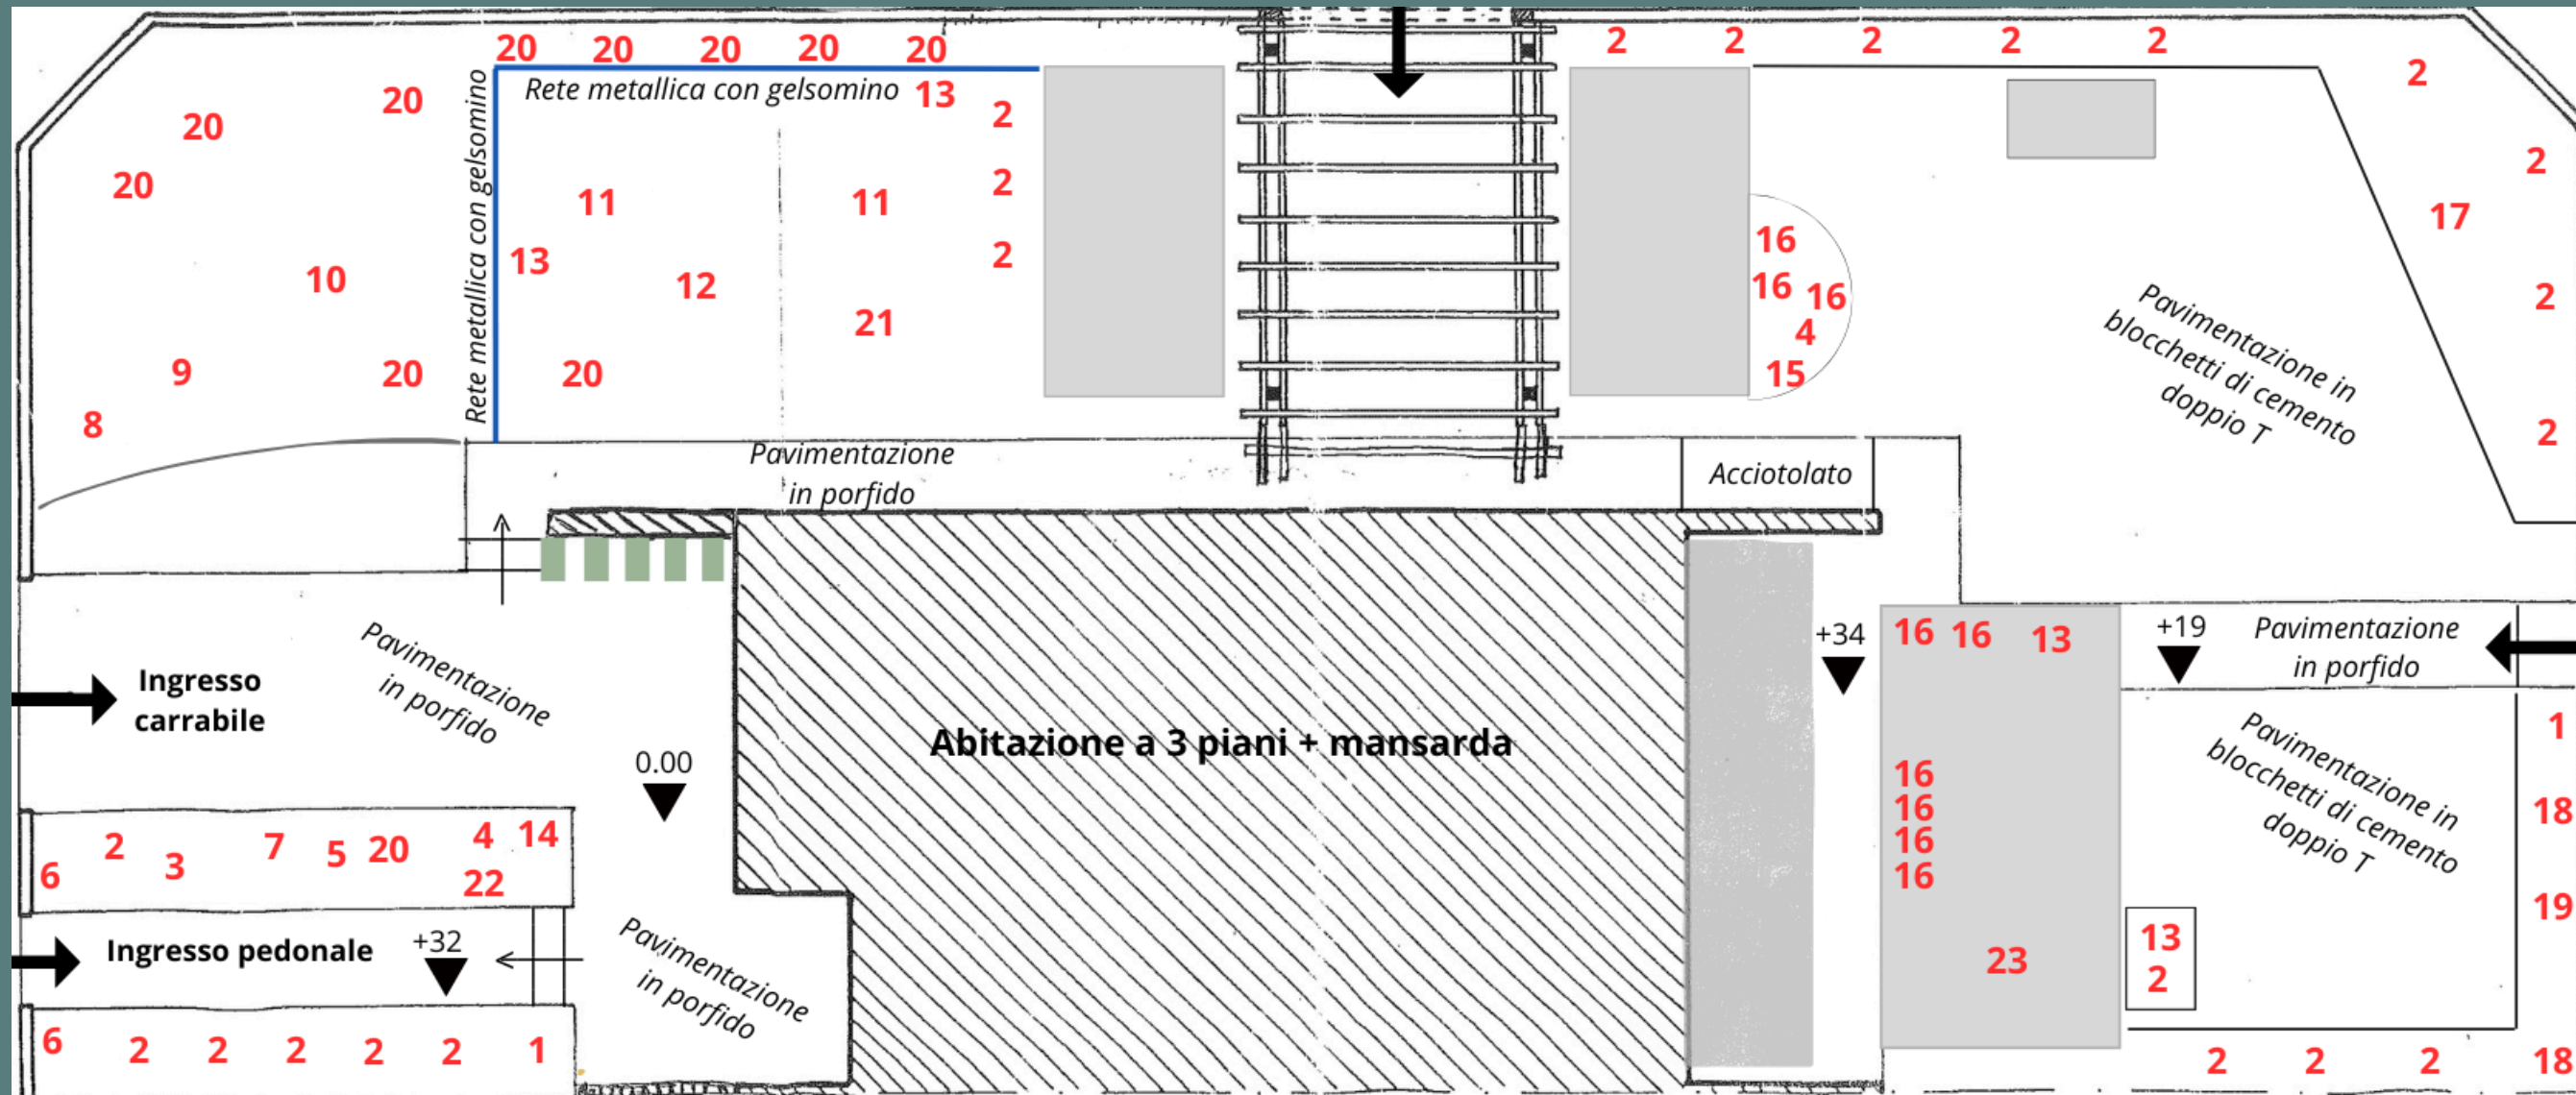 20 20 20 20 20
2 2 2 2 2
Rete metallica con gelsomino
Rete metallica con gelsomino
13
2
2
20
20
20
2
2
17
11
11
2
13
12
2
10
21
9
20
20
8
16
16 16
4
15
2
2
Pavimentazione in
blocchetti di cemento
doppio T
Pavimentazione
in porfido
Acciotolato
Pavimentazione
in porfido
Ingresso
carrabile
0.00
Abitazione a 3 piani + mansarda
+34
16 16 13
+19
Pavimentazione
in porfido
16
16
16
16
23
Pavimentazione in
blocchetti di cemento
doppio T
1
18
19
13
2
2 3 7 5 20 4 14
6 22
Ingresso pedonale
+32
Pavimentazione
in porfido
6 2 2 2 2 2 1
2 2 2 18